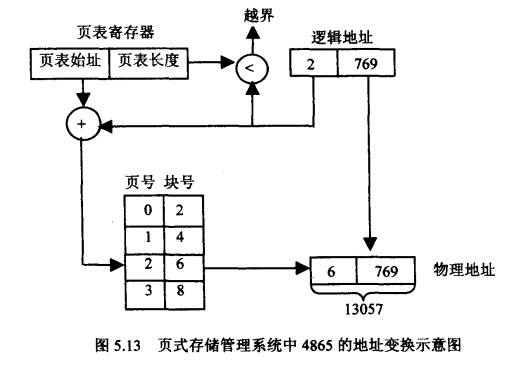 越界
页表寄存器
逻辑地址
页表始址 页表长度
<
2 769
+
页号 块号
0 2
1 4
2 6
3 8
6 769
物理地址
13057
图 5.13 页式存储管理系统中 4865 的地址变换示意图